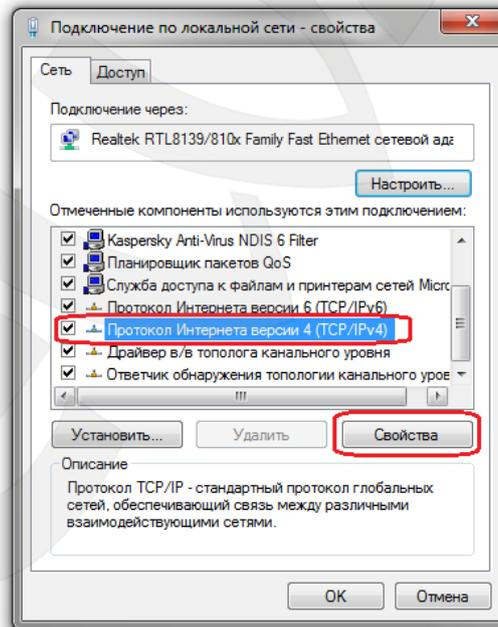 Подключение по локальной сети - свойства
Сеть
Доступ
Подключение через:
Realtek RTL8139/810x Family Fast Ethernet сетевой ада
Настроить...
Отмеченные компоненты используются этим подключением:
Kaspersky Anti-Virus NDIS 6 Filter
Планировщик пакетов QoS
Служба доступа к файлам и принтерам сетей Micro
Протокол Интернета версии 6 (TCP/IPv6)
Протокол Интернета версии 4 (TCP/IPv4)
Драйвер в/в тополога канального уровня
Ответчик обнаружения топологии канального уров
Установить...
Удалить
Свойства
Описание
Протокол TCP/IP - стандартный протокол глобальных
сетей, обеспечивающий связь между различными
взаимодействующими сетями.
OK
Отмена